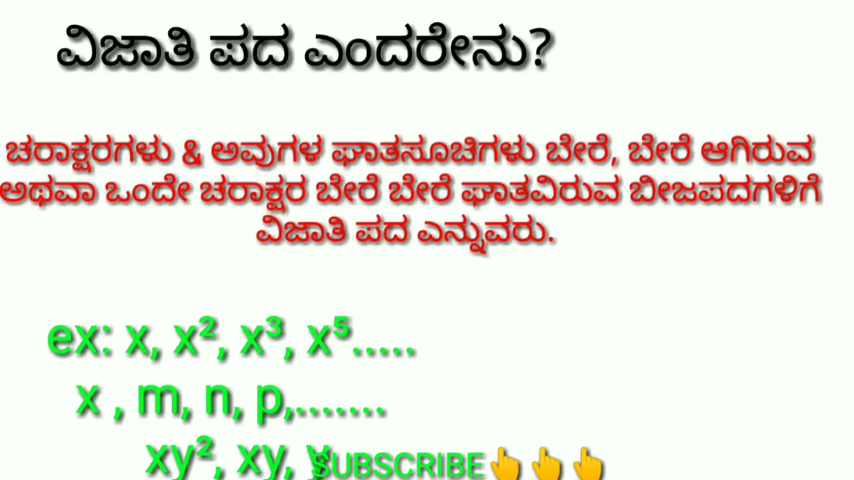 ವಿಜಾತಿ ಪದ ಎಂದರೇನು?
ಚರಾಕ್ಷರಗಳು & ಅವುಗಳ ಘಾತಸೂಚಿಗಳು ಬೇರೆ, ಬೇರೆ ಆಗಿರುವ
ಅಥವಾ ಒಂದೇ ಚರಾಕ್ಷರ ಬೇರೆ ಬೇರೆ ಘಾತವಿರುವ ಬೀಜಪದಗಳಿಗೆ
ವಿಜಾತಿ ಪದ ಎನ್ನುವರು.
ex: x, x², x³, x⁵.....
x , m, n, p,.......
xy², xy, y
SUBSCRIBE👆👆👆